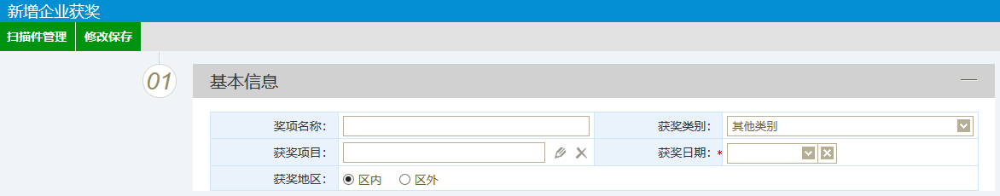 新增企业获奖
扫描件管理 修改保存
01 基本信息
奖项名称： 获奖类别： 其他类别
获奖项目： 获奖日期：*
获奖地区： 区内 区外